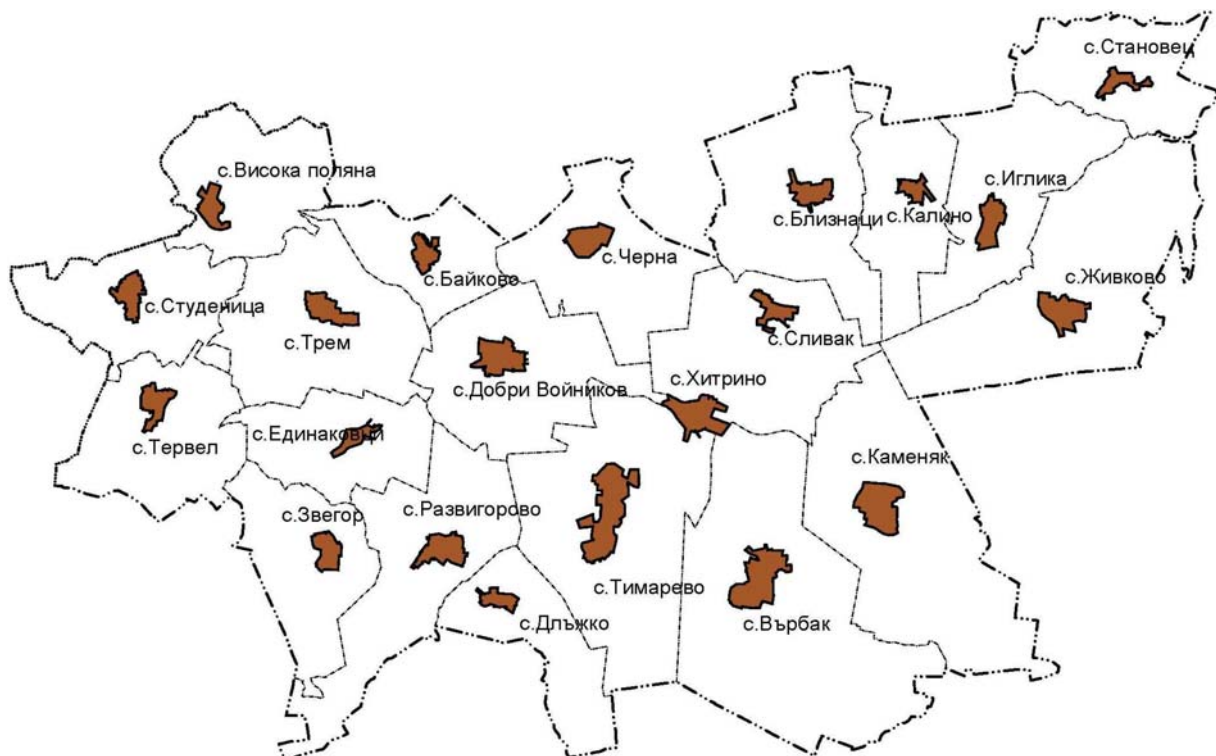 с.Становец
с.Висока поляна
с.Иглика
с.Близнаци
с.Калино
с.Черна
с.Байково
с.Живково
с.Студеница
с.Трем
с.Сливак
с.Хитрино
с.Добри Войников
с.Тервел
с.Единаковци
с.Каменяк
с.Звегор
с.Развигорово
с.Тимарево
с.Длъжко
с.Върбак